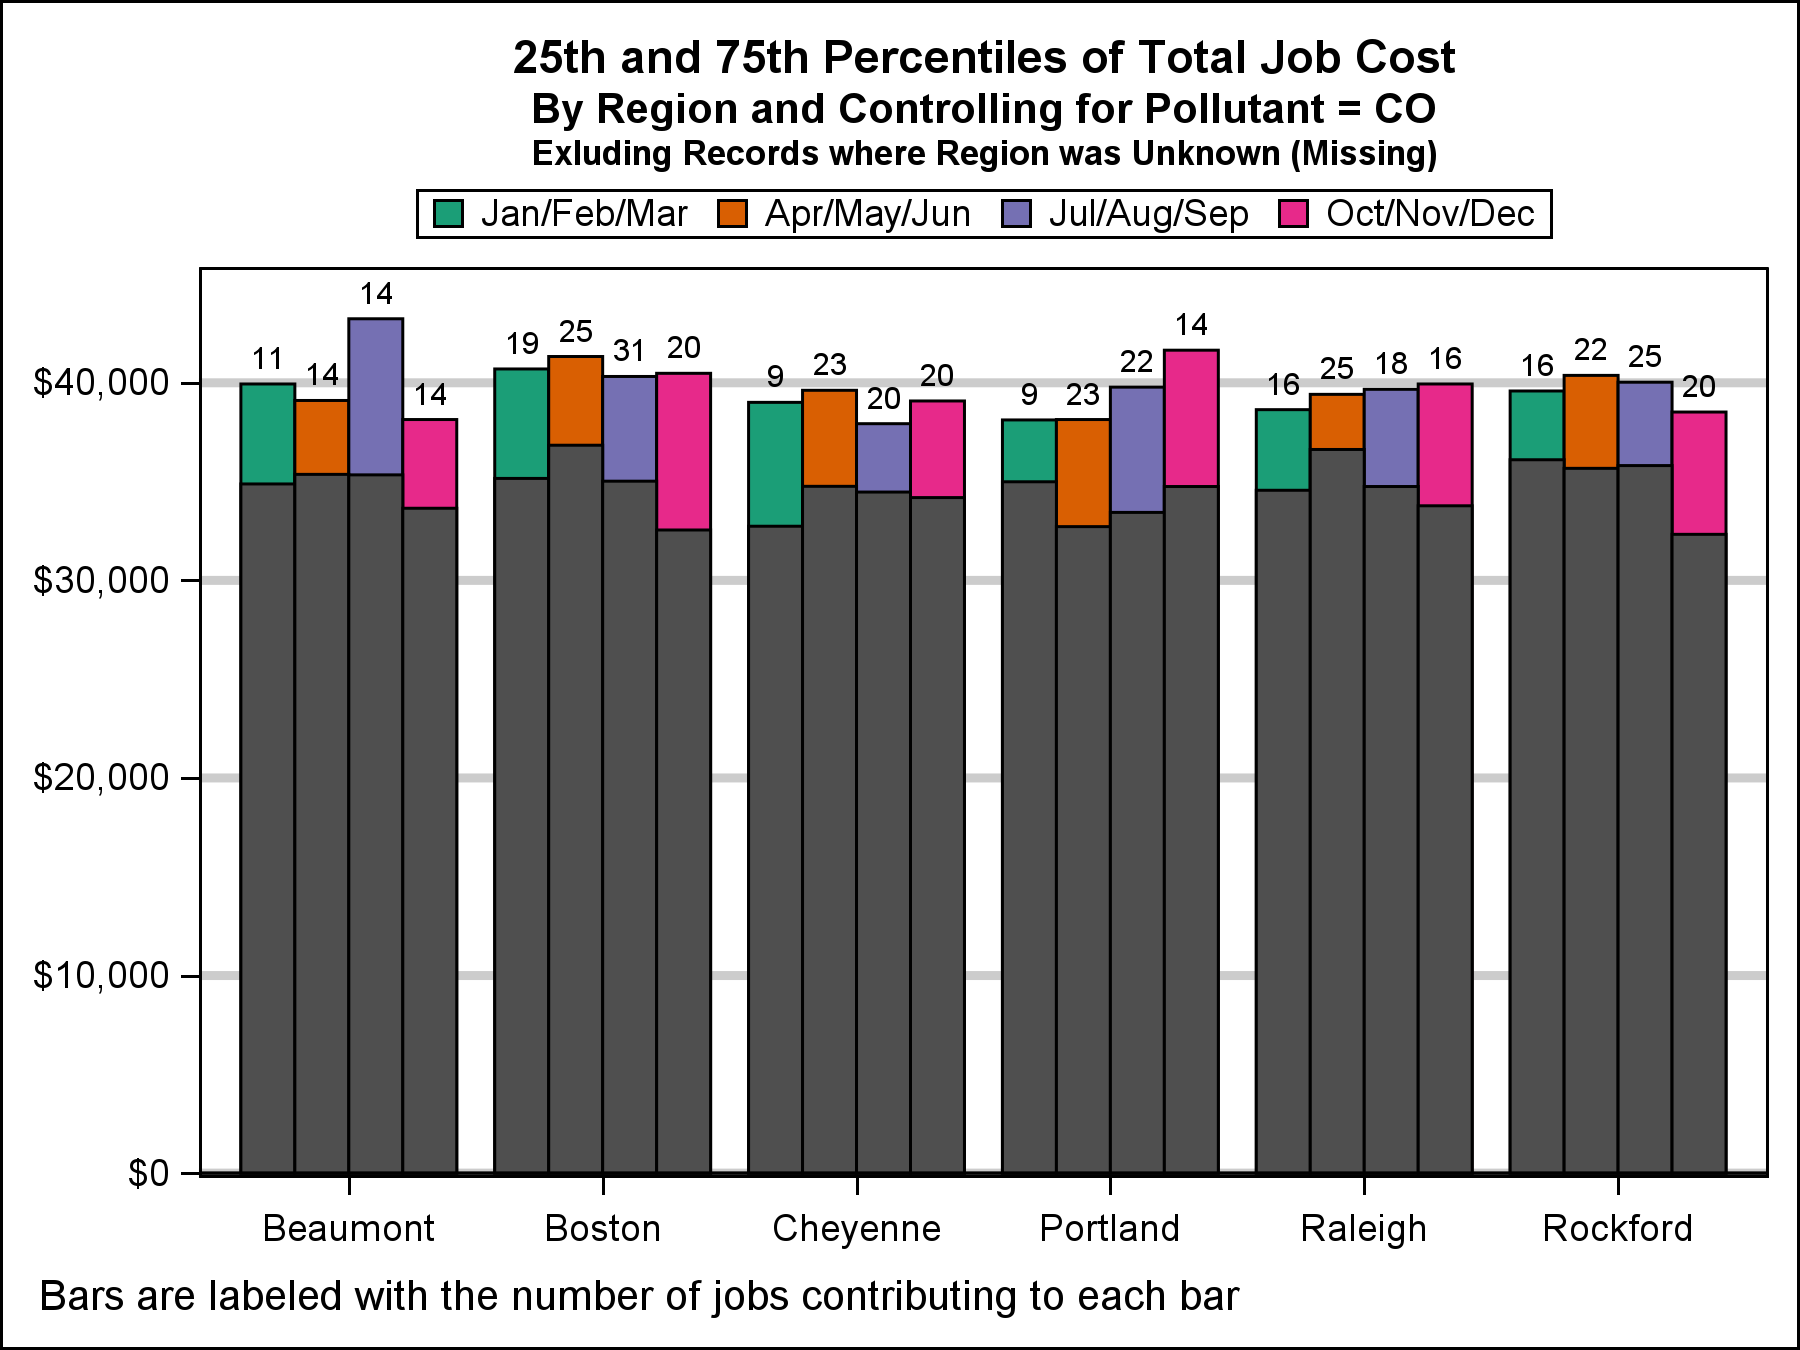 25th and 75th Percentiles of Total Job Cost
By Region and Controlling for Pollutant = CO
Exluding Records where Region was Unknown (Missing)
Jan/Feb/Mar Apr/May/Jun Jul/Aug/Sep Oct/Nov/Dec
$40,000
$30,000
$20,000
$10,000
$0
11 14 14 14
19 25 31 20
9 23 20 20
9 23 22 14
16 25 18 16
16 22 25 20
Beaumont Boston Cheyenne Portland Raleigh Rockford
Bars are labeled with the number of jobs contributing to each bar